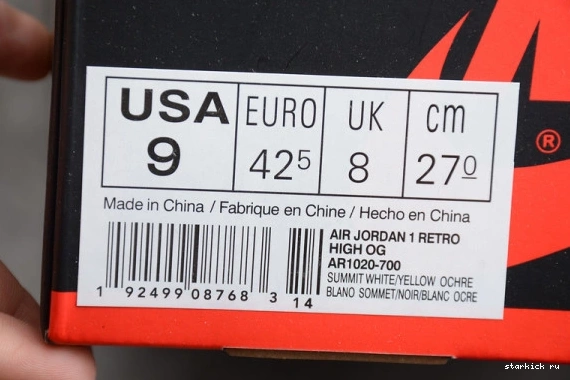 USA EURO UK cm
9 42⁵ 8 27⁰
Made in China / Fabrique en Chine / Hecho en China
AIR JORDAN 1 RETRO
HIGH OG
AR1020-700
SUMMIT WHITE/YELLOW OCHRE
BLANO SOMMET/NOIR/BLANC OCRE
1 92499 08768 3 14
®
starkick ru